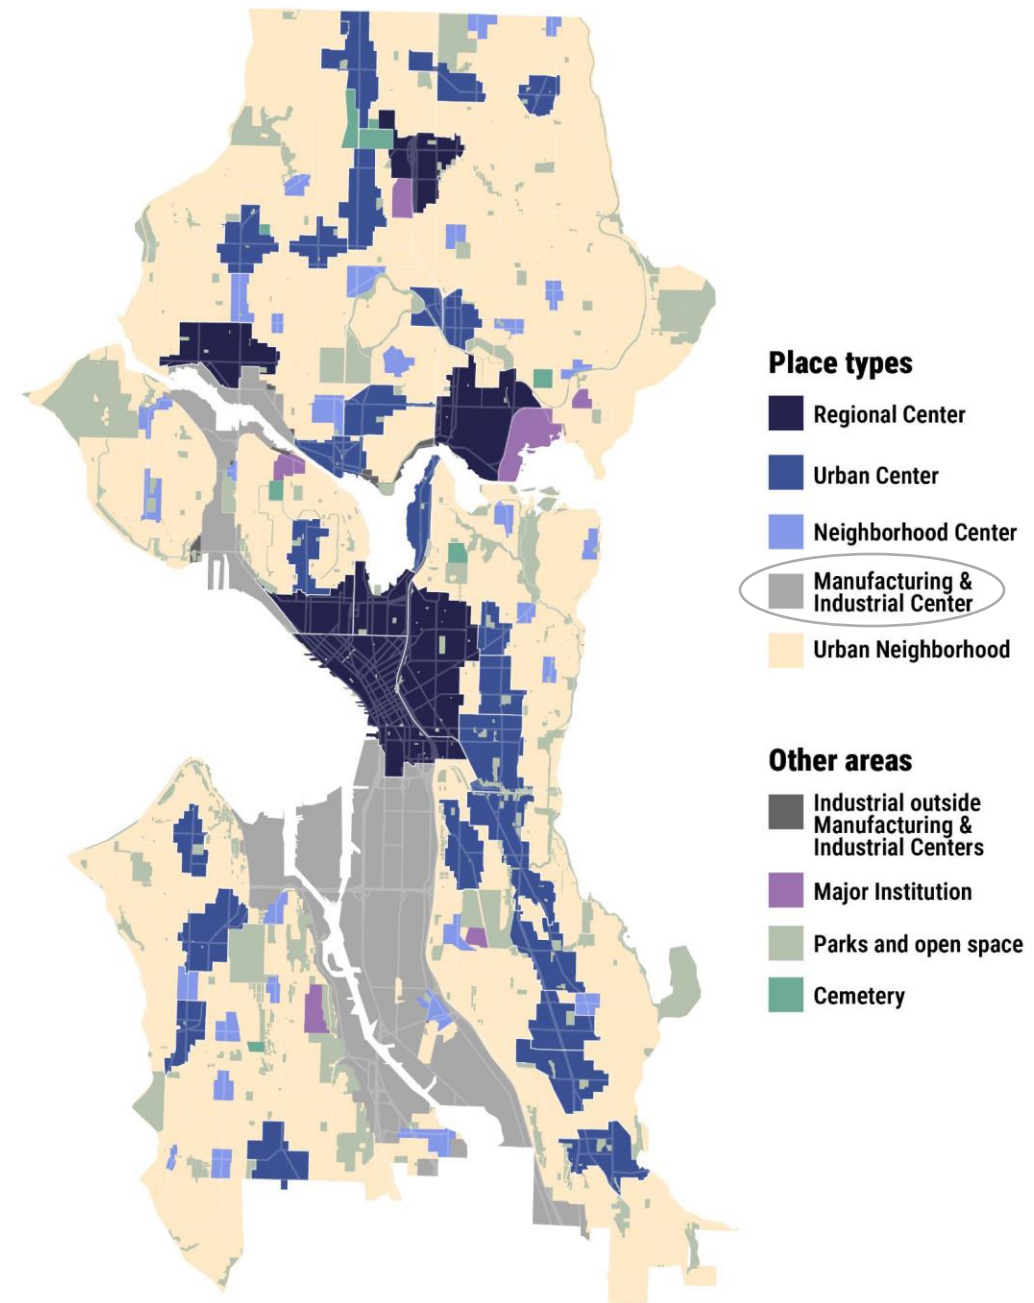 Place types
Regional Center
Urban Center
Neighborhood Center
Manufacturing &
Industrial Center
Urban Neighborhood
Other areas
Industrial outside
Manufacturing &
Industrial Centers
Major Institution
Parks and open space
Cemetery